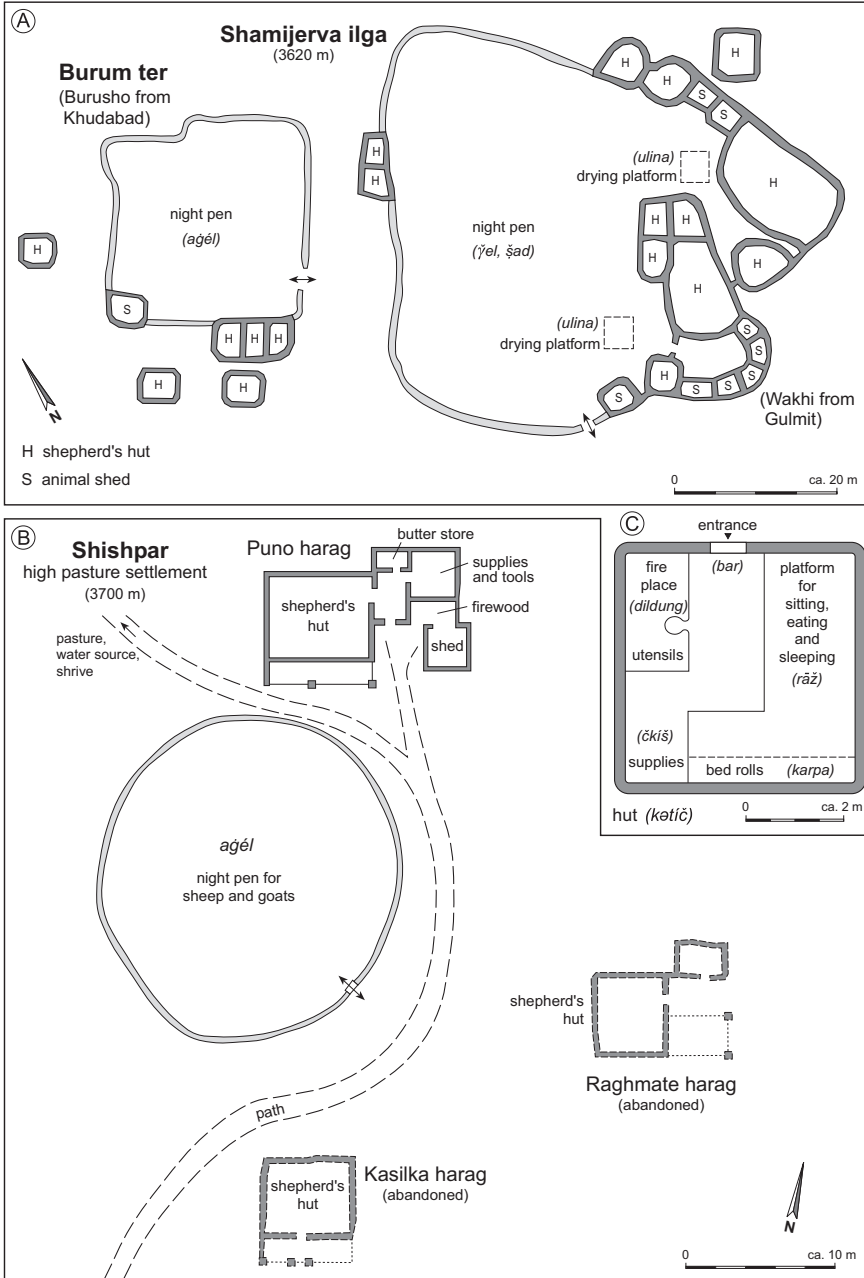 A
Shamijerva ilga
(3620 m)
Burum ter
(Burusho from
Khudabad)
H
H
H
S
S
H
(ulina)
drying platform
H
H
night pen
(aġél)
H
S
H
H
H
H
H
night pen
(γ̌el, ṣ̌ad)
H
H
H
H
H
(ulina)
drying platform
H
S
S
S
S
S
S
(Wakhi from
Gulmit)
N
H shepherd's hut
S animal shed
0 ca. 20 m
B
Shishpar
high pasture settlement
(3700 m)
pasture,
water source,
shrive
Puno harag
butter store
supplies
and tools
firewood
shepherd's
hut
shed
aġél
night pen for
sheep and goats
path
shepherd's
hut
Raghmate harag
(abandoned)
shepherd's
hut
Kasilka harag
(abandoned)
N
0 ca. 10 m
C
entrance
(bar)
fire
place
(dildung)
utensils
platform
for
sitting,
eating
and
sleeping
(rāž)
(čkíš)
supplies
bed rolls (karpa)
hut (kətíč)
0 ca. 2 m